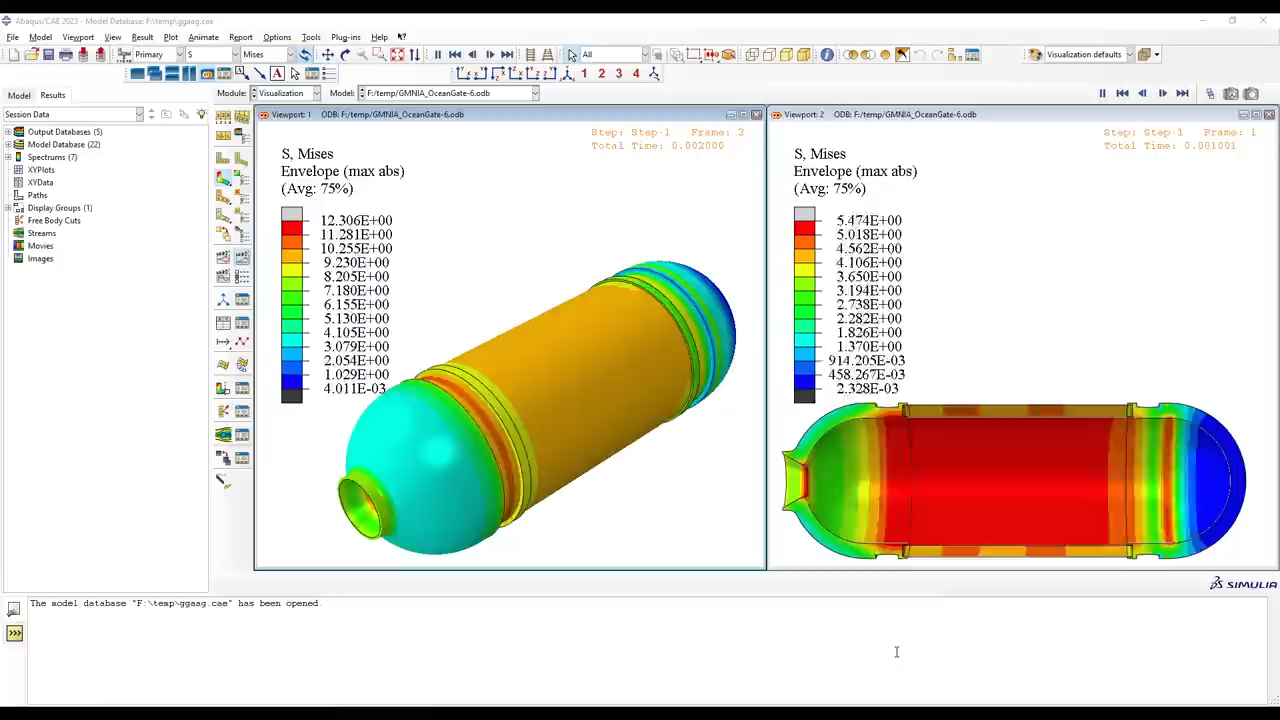 Abaqus/CAE 2023 - Model Database: F:\temp\ggaag.cae
File Model Viewport View Result Plot Animate Report Options Tools Plug-ins Help
Primary S Mises All Visualization defaults
1 2 3 4
Module: Visualization Model: F:/temp/GMNIA_OceanGate-6.odb
Model Results
Session Data
Output Databases (5)
Model Database (22)
Spectrums (7)
XYPlots
XYData
Paths
Display Groups (1)
Free Body Cuts
Streams
Movies
Images
Viewport: 1 ODB: F:/temp/GMNIA_OceanGate-6.odb
Step: Step-1 Frame: 2
Total Time: 0.002000
S, Mises
Envelope (max abs)
(Avg: 75%)
12.306E+00
11.281E+00
10.255E+00
9.230E+00
8.205E+00
7.180E+00
6.155E+00
5.130E+00
4.105E+00
3.079E+00
2.054E+00
1.029E+00
4.011E-03
Viewport: 2 ODB: F:/temp/GMNIA_OceanGate-6.odb
Step: Step-1 Frame: 1
Total Time: 0.001001
S, Mises
Envelope (max abs)
(Avg: 75%)
5.474E+00
5.018E+00
4.562E+00
4.106E+00
3.650E+00
3.194E+00
2.738E+00
2.282E+00
1.826E+00
1.370E+00
914.205E-03
458.267E-03
2.328E-03
SIMULIA
The model database "F:\temp\ggaag.cae" has been opened.
>>>